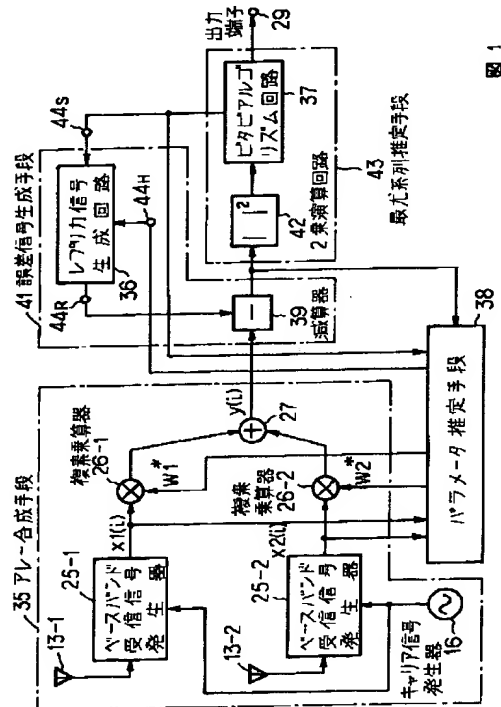 35 アレー合成手段
13-1
25-1
ベースバンド
受信信号
発生器
X1(i)
複素乗算器
26-1
W1*
y(i)
27
13-2
25-2
ベースバンド
受信信号
発生器
X2(i)
複素
乗算器
26-2
W2*
キャリア信号
発生器
16
41 誤差信号生成手段
44R
レプリカ信号
生成回路
36
44S
44H
−
39
減算器
| |2
42
2乗演算回路
ビタビアルゴ
リズム回路
37
出力
端子
29
43
最尤系列推定手段
パラメータ推定手段
38
図 1